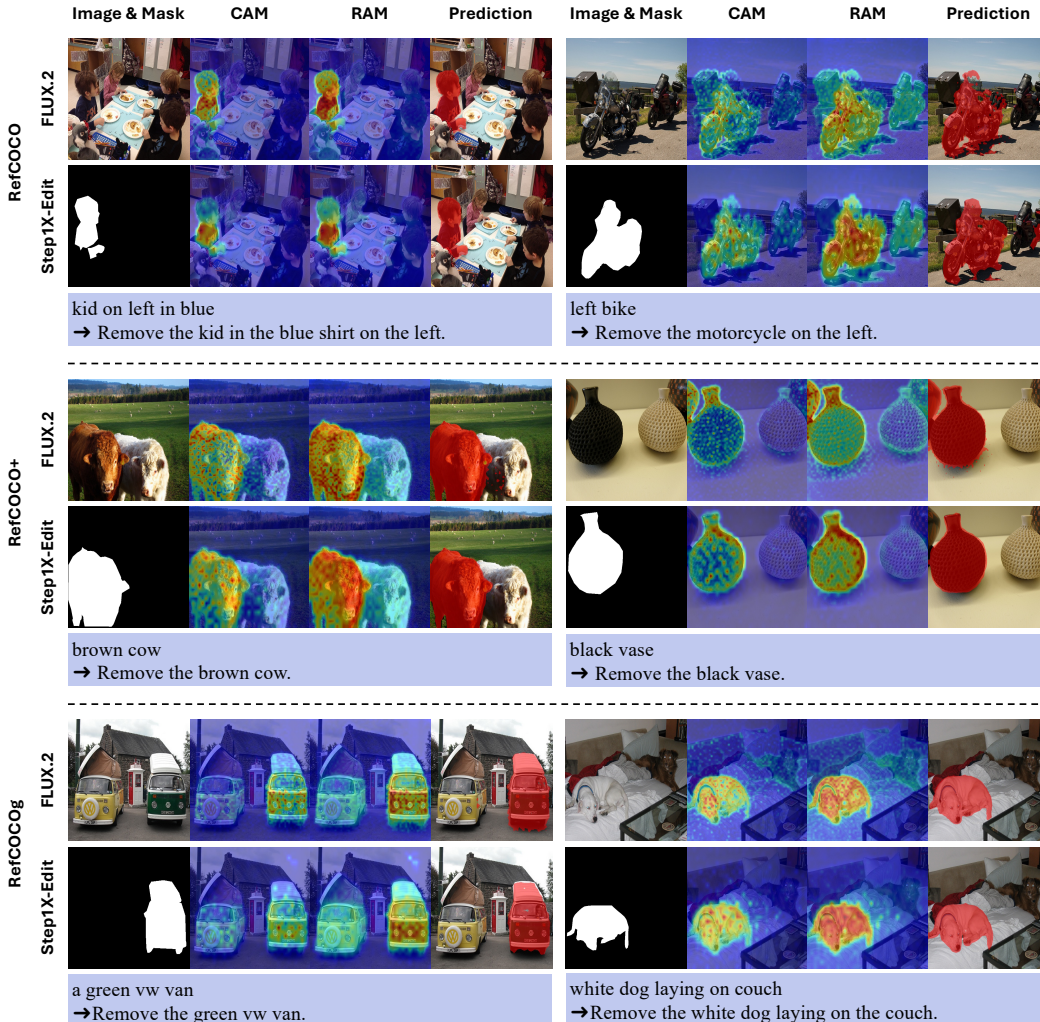 Image & Mask CAM RAM Prediction Image & Mask CAM RAM Prediction
RefCOCO
FLUX.2
Step1X-Edit
kid on left in blue
➔ Remove the kid in the blue shirt on the left.
left bike
➔ Remove the motorcycle on the left.
RefCOCO+
FLUX.2
Step1X-Edit
brown cow
➔ Remove the brown cow.
black vase
➔ Remove the black vase.
RefCOCOg
FLUX.2
Step1X-Edit
a green vw van
➔Remove the green vw van.
white dog laying on couch
➔Remove the white dog laying on the couch.